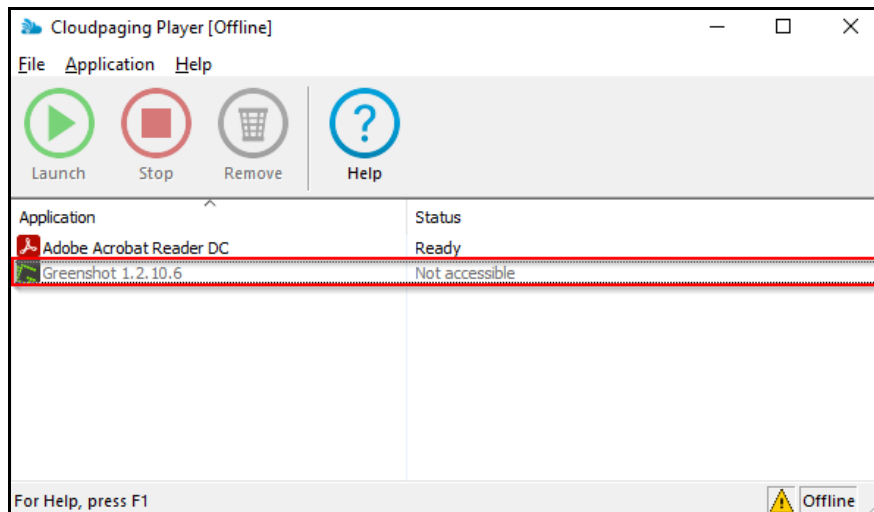 Cloudpaging Player [Offline]
File Application Help
Launch Stop Remove Help
Application Status
Adobe Acrobat Reader DC Ready
Greenshot 1.2.10.6 Not accessible
For Help, press F1 Offline